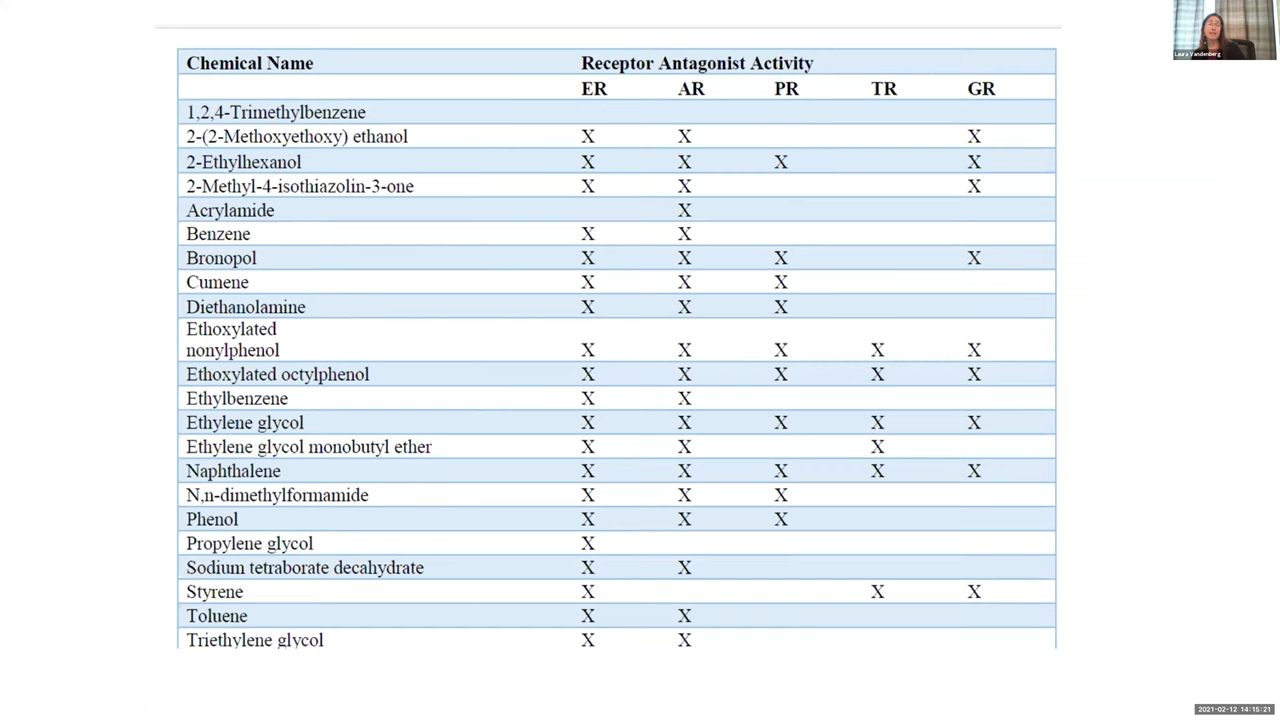 Laura Vandenberg
Chemical Name Receptor Antagonist Activity
ER AR PR TR GR
1,2,4-Trimethylbenzene
2-(2-Methoxyethoxy) ethanol X X X
2-Ethylhexanol X X X X
2-Methyl-4-isothiazolin-3-one X X X
Acrylamide X
Benzene X X
Bronopol X X X X
Cumene X X X
Diethanolamine X X X
Ethoxylated
nonylphenol X X X X X
Ethoxylated octylphenol X X X X X
Ethylbenzene X X
Ethylene glycol X X X X X
Ethylene glycol monobutyl ether X X X
Naphthalene X X X X X
N,n-dimethylformamide X X X
Phenol X X X
Propylene glycol X
Sodium tetraborate decahydrate X X
Styrene X X X
Toluene X X
Triethylene glycol X X
2021-02-12 14:15:21